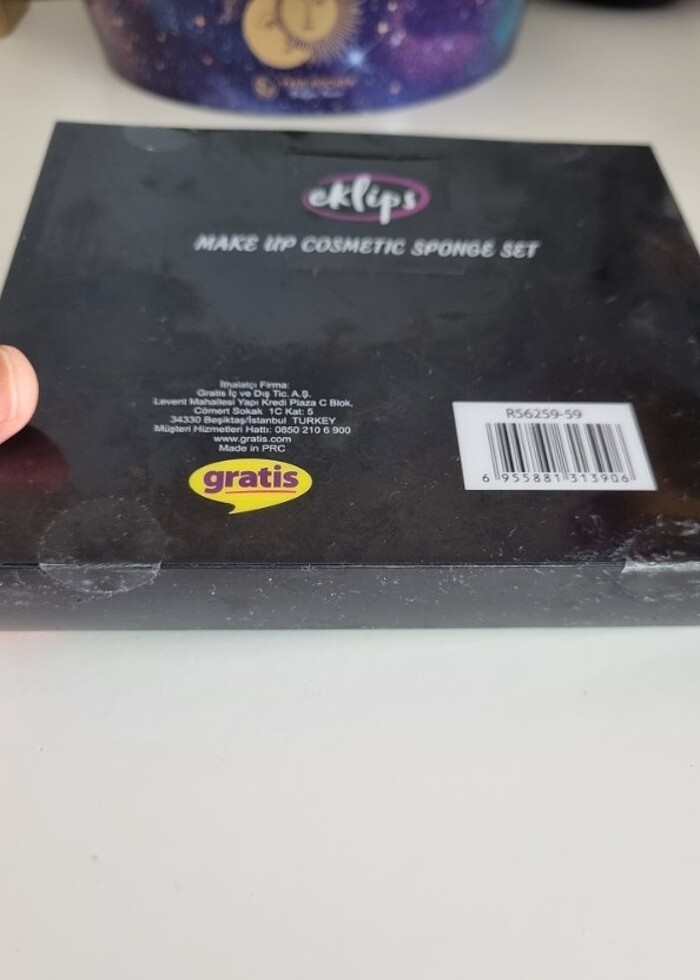 eklips
MAKE UP COSMETIC SPONGE SET
İthalatçı Firma:
Gratis İç ve Dış Tic. A.Ş.
Levent Mahallesi Yapı Kredi Plaza C Blok,
Cömert Sokak 1C Kat: 5
34330 Beşiktaş/İstanbul TURKEY
Müşteri Hizmetleri Hattı: 0850 210 6 900
www.gratis.com
Made in PRC
gratis
R56259-59
6 955881 313906